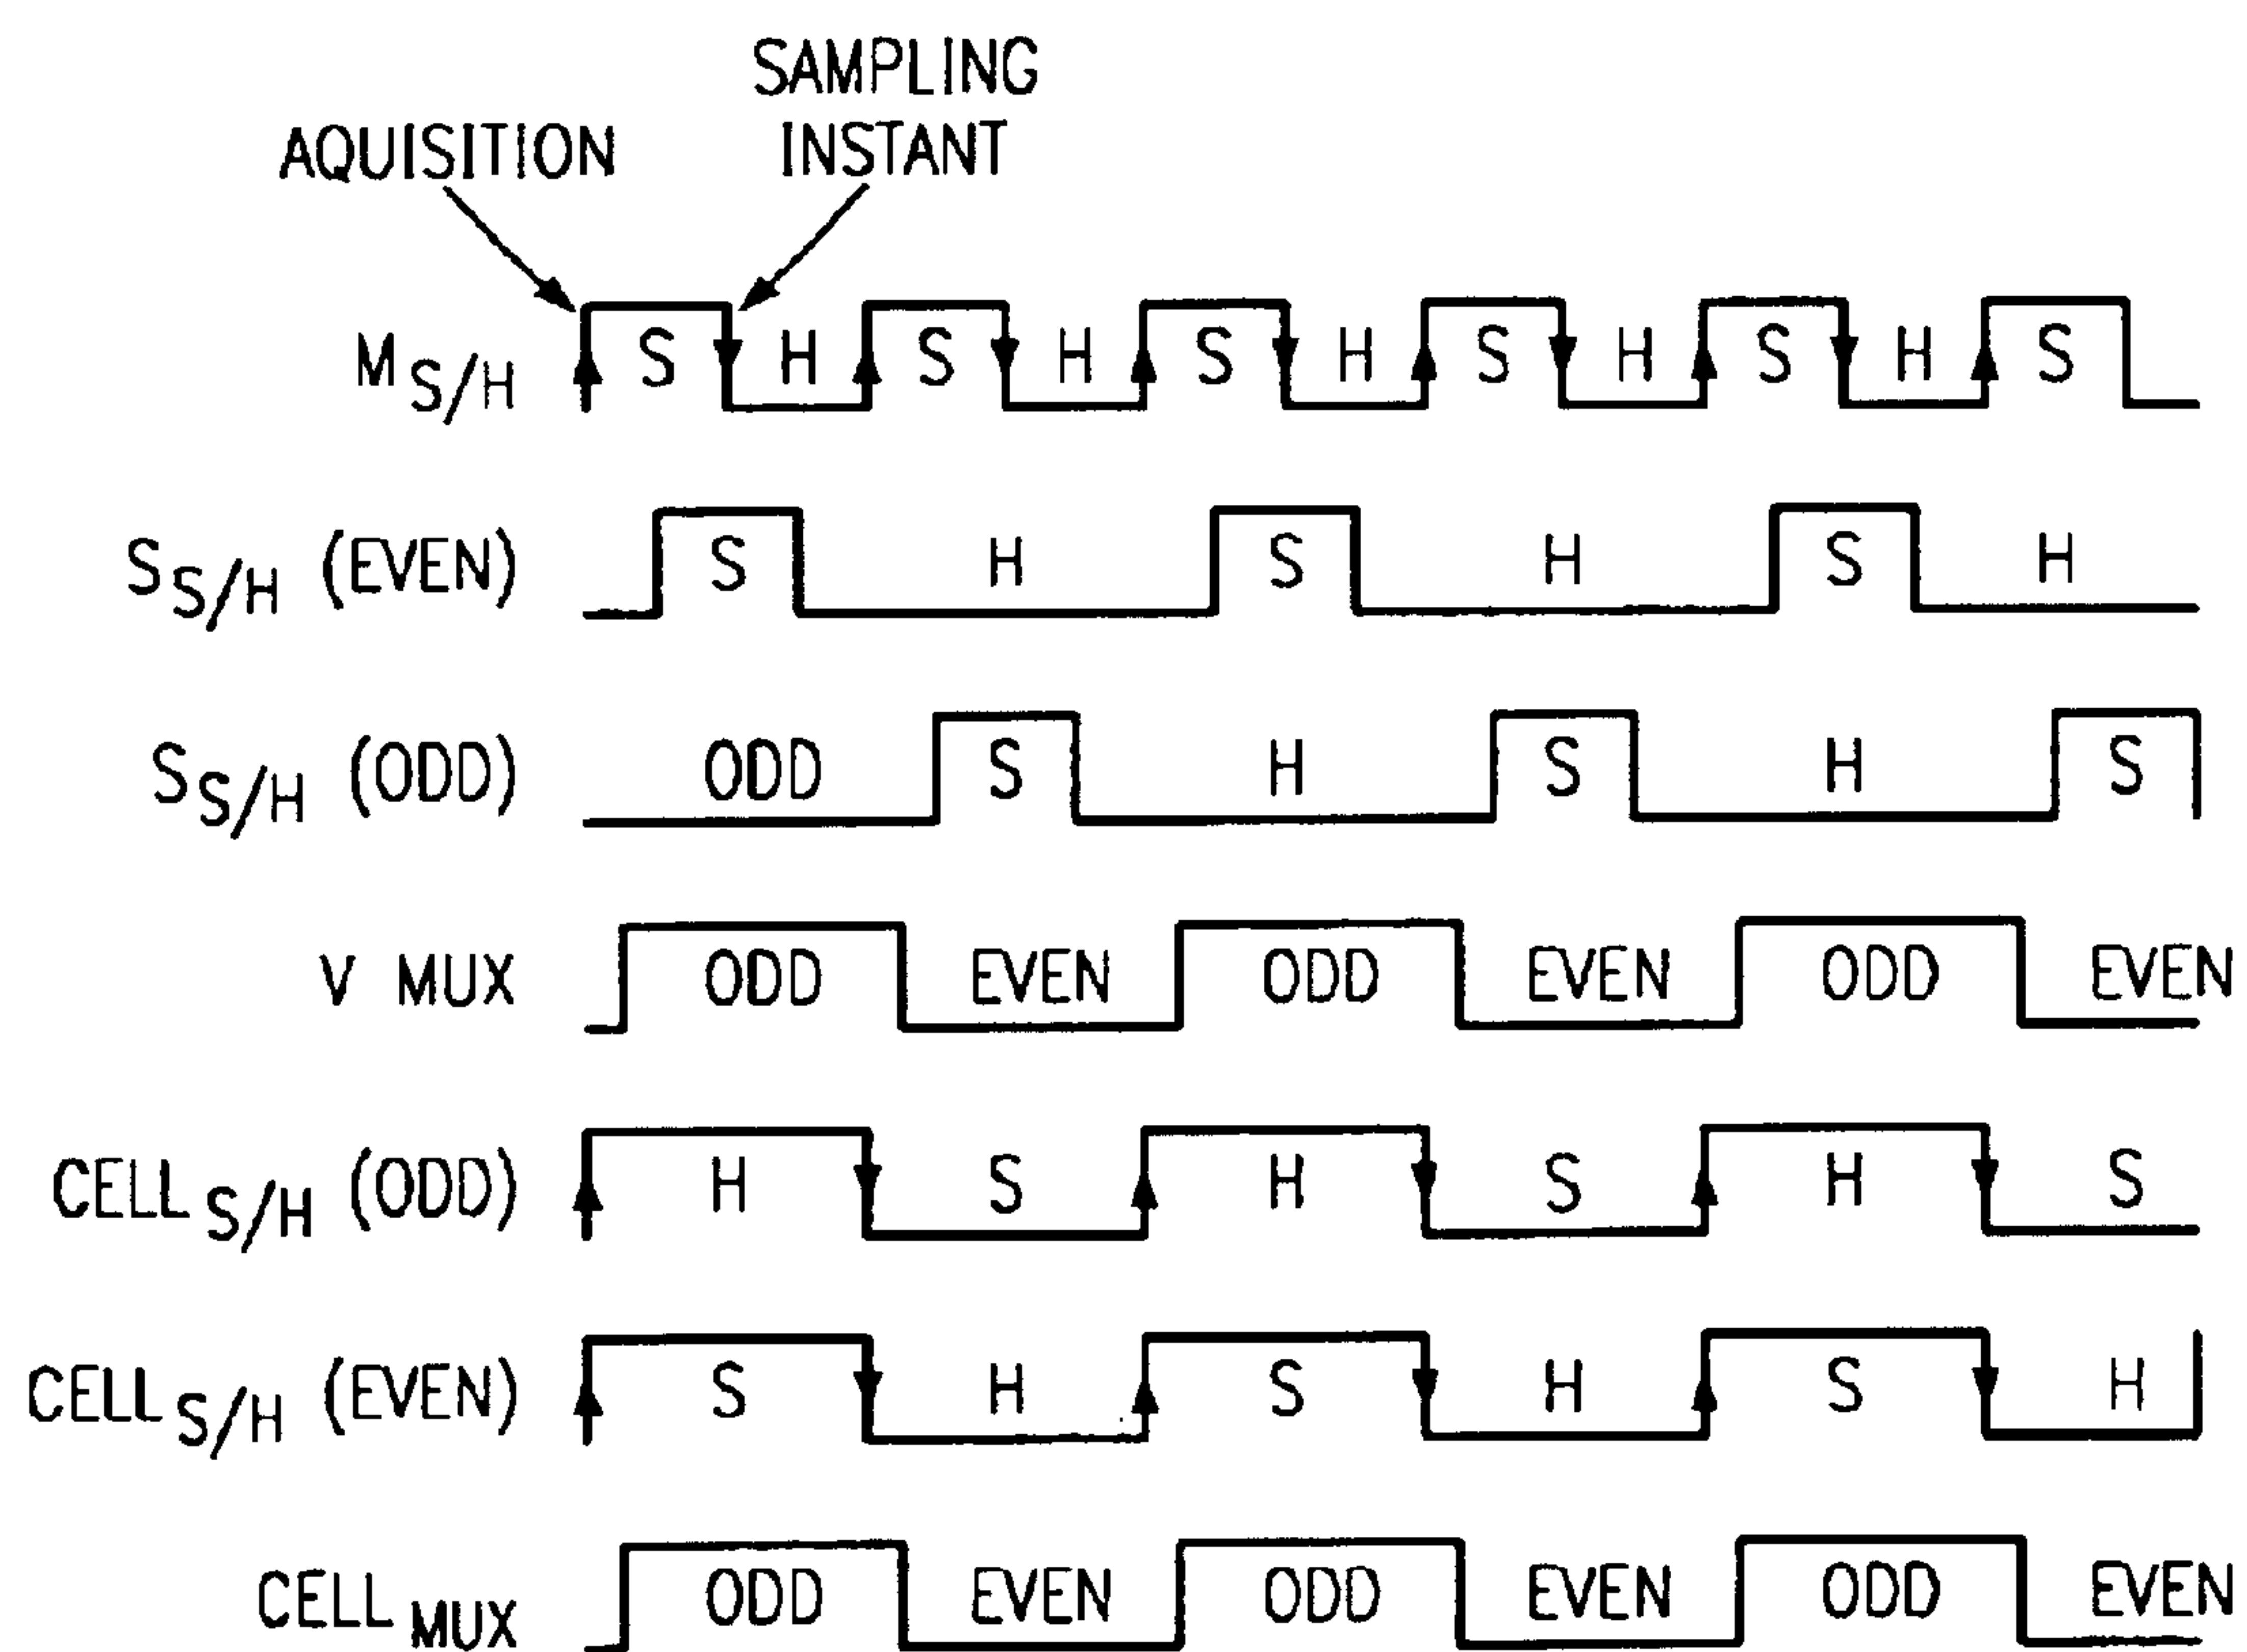 SAMPLING
AQUISITION INSTANT
M S/H S H S H S H S H S H S
S S/H (EVEN) S H S H S H
S S/H (ODD) ODD S H S H S
V MUX ODD EVEN ODD EVEN ODD EVEN
CELL S/H (ODD) H S H S H S
CELL S/H (EVEN) S H S H S H
CELL MUX ODD EVEN ODD EVEN ODD EVEN